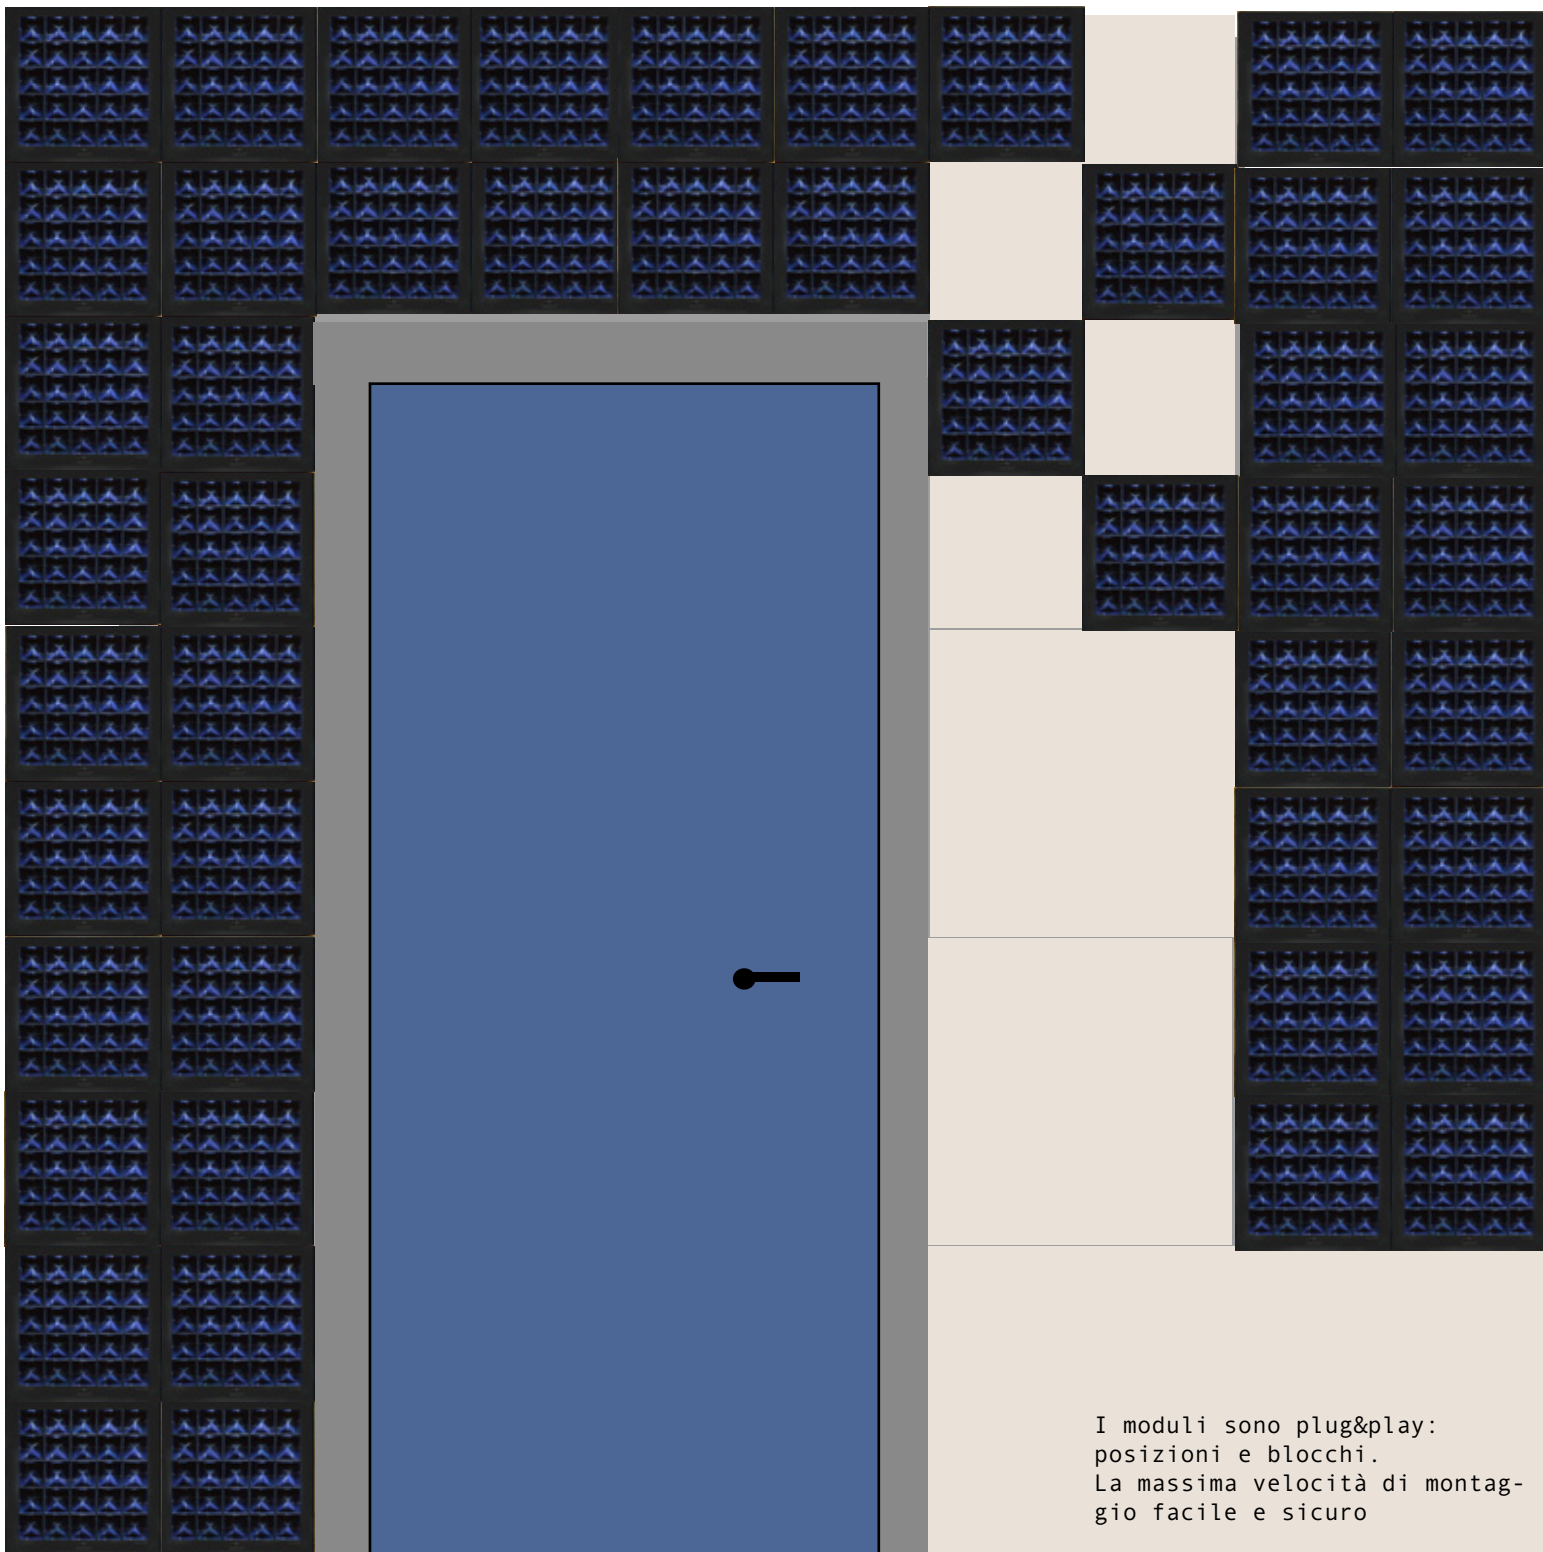 I moduli sono plug&play:
posizioni e blocchi.
La massima velocità di montag-
gio facile e sicuro